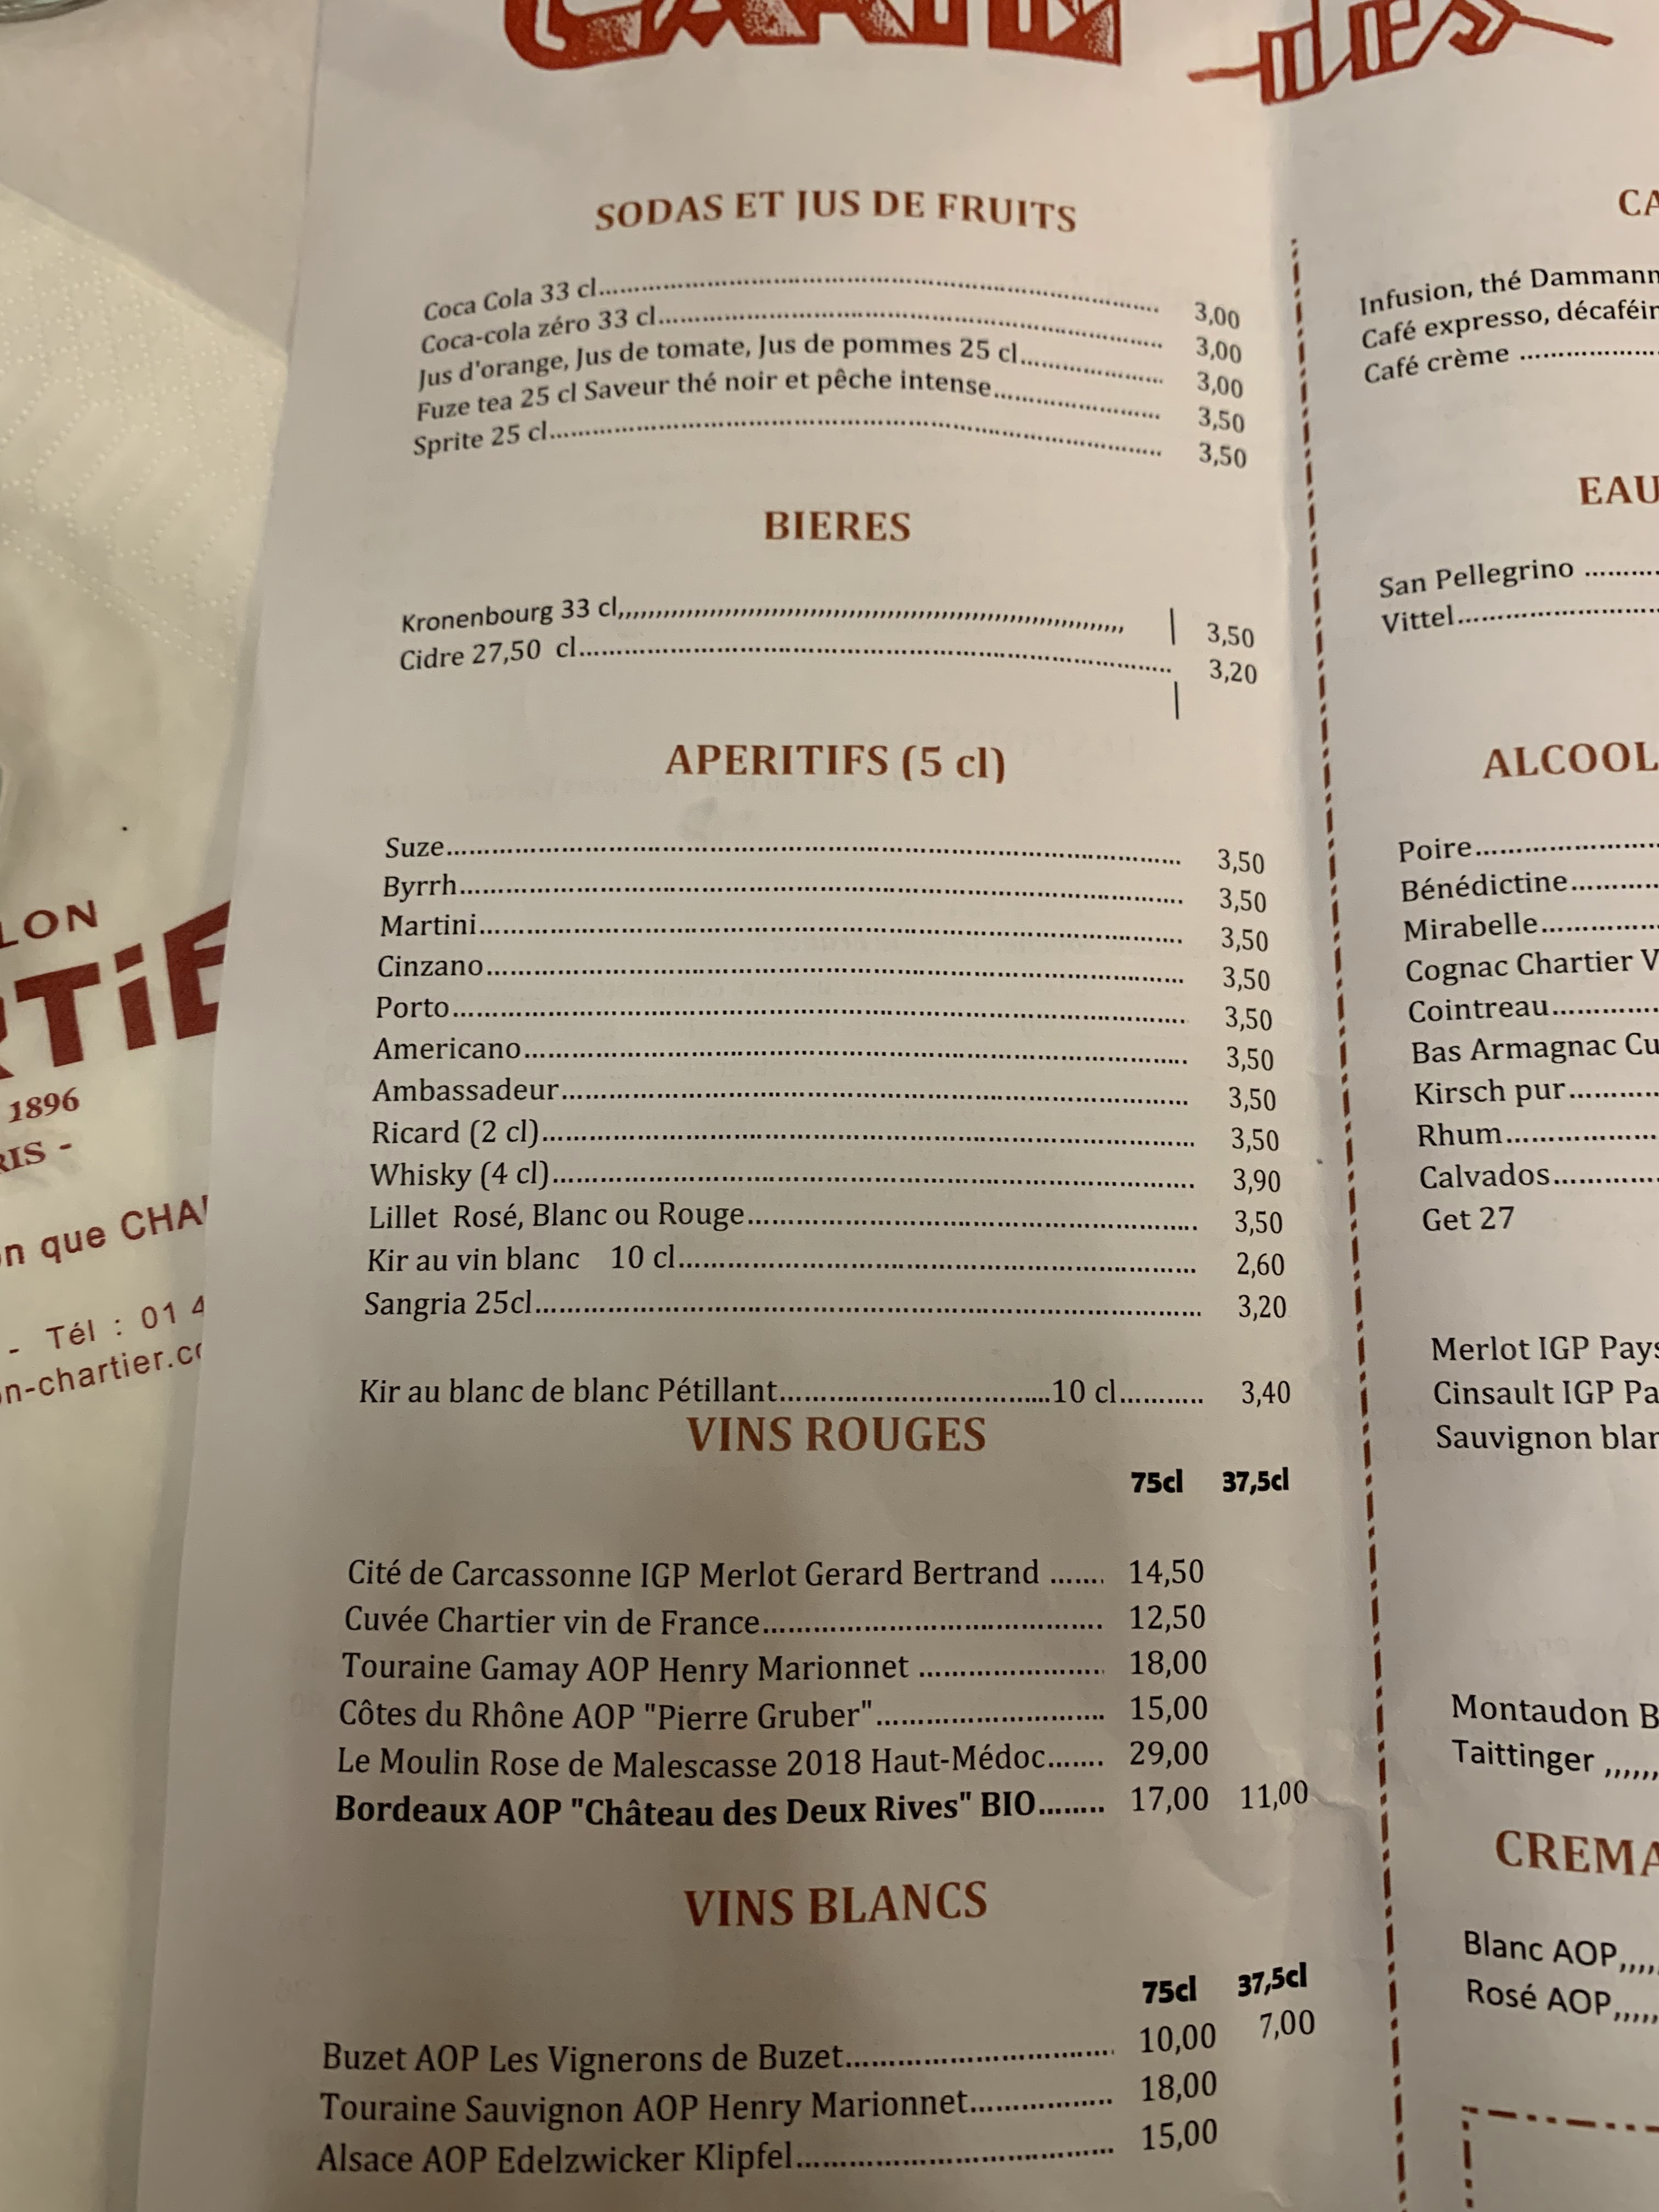 SODAS ET JUS DE FRUITS
Coca Cola 33 cl........ 3,00
Coca-cola zéro 33 cl........ 3,00
Jus d'orange, Jus de tomate, Jus de pommes 25 cl........ 3,00
Fuze tea 25 cl Saveur thé noir et pêche intense........ 3,50
Sprite 25 cl........ 3,50
BIERES
Kronenbourg 33 cl,,,,,,,, | 3,50
Cidre 27,50 cl........ 3,20
|
APERITIFS (5 cl)
Suze........ 3,50
Byrrh........ 3,50
Martini........ 3,50
Cinzano........ 3,50
Porto........ 3,50
Americano........ 3,50
Ambassadeur........ 3,50
Ricard (2 cl)........ 3,50
Whisky (4 cl)........ 3,90
Lillet Rosé, Blanc ou Rouge........ 3,50
Kir au vin blanc 10 cl........ 2,60
Sangria 25cl........ 3,20
Kir au blanc de blanc Pétillant........10 cl........ 3,40
VINS ROUGES
75cl 37,5cl
Cité de Carcassonne IGP Merlot Gerard Bertrand ....... 14,50
Cuvée Chartier vin de France........ 12,50
Touraine Gamay AOP Henry Marionnet ........ 18,00
Côtes du Rhône AOP "Pierre Gruber"........ 15,00
Le Moulin Rose de Malescasse 2018 Haut-Médoc....... 29,00
Bordeaux AOP "Château des Deux Rives" BIO........ 17,00 11,00
VINS BLANCS
75cl 37,5cl
Buzet AOP Les Vignerons de Buzet........ 10,00 7,00
Touraine Sauvignon AOP Henry Marionnet........ 18,00
Alsace AOP Edelzwicker Klipfel........ 15,00
Infusion, thé Dammann
Café expresso,
Café crème ........
EAU
San Pellegrino ........
Vittel........
ALCOOL
Poire........
Bénédictine........
Mirabelle........
Cognac Chartier V
Cointreau........
Bas Armagnac Cu
Kirsch pur........
Rhum........
Calvados........
Get 27
Merlot IGP Pays
Cinsault IGP Pa
Sauvignon blan
Montaudon B
Taittinger ,,,,,,
CREMA
Blanc AOP,,,,,
Rosé AOP,,,,,
LON
RTiE
1896
RIS -
n que CHA
- Tél : 01 4
n-chartier.co